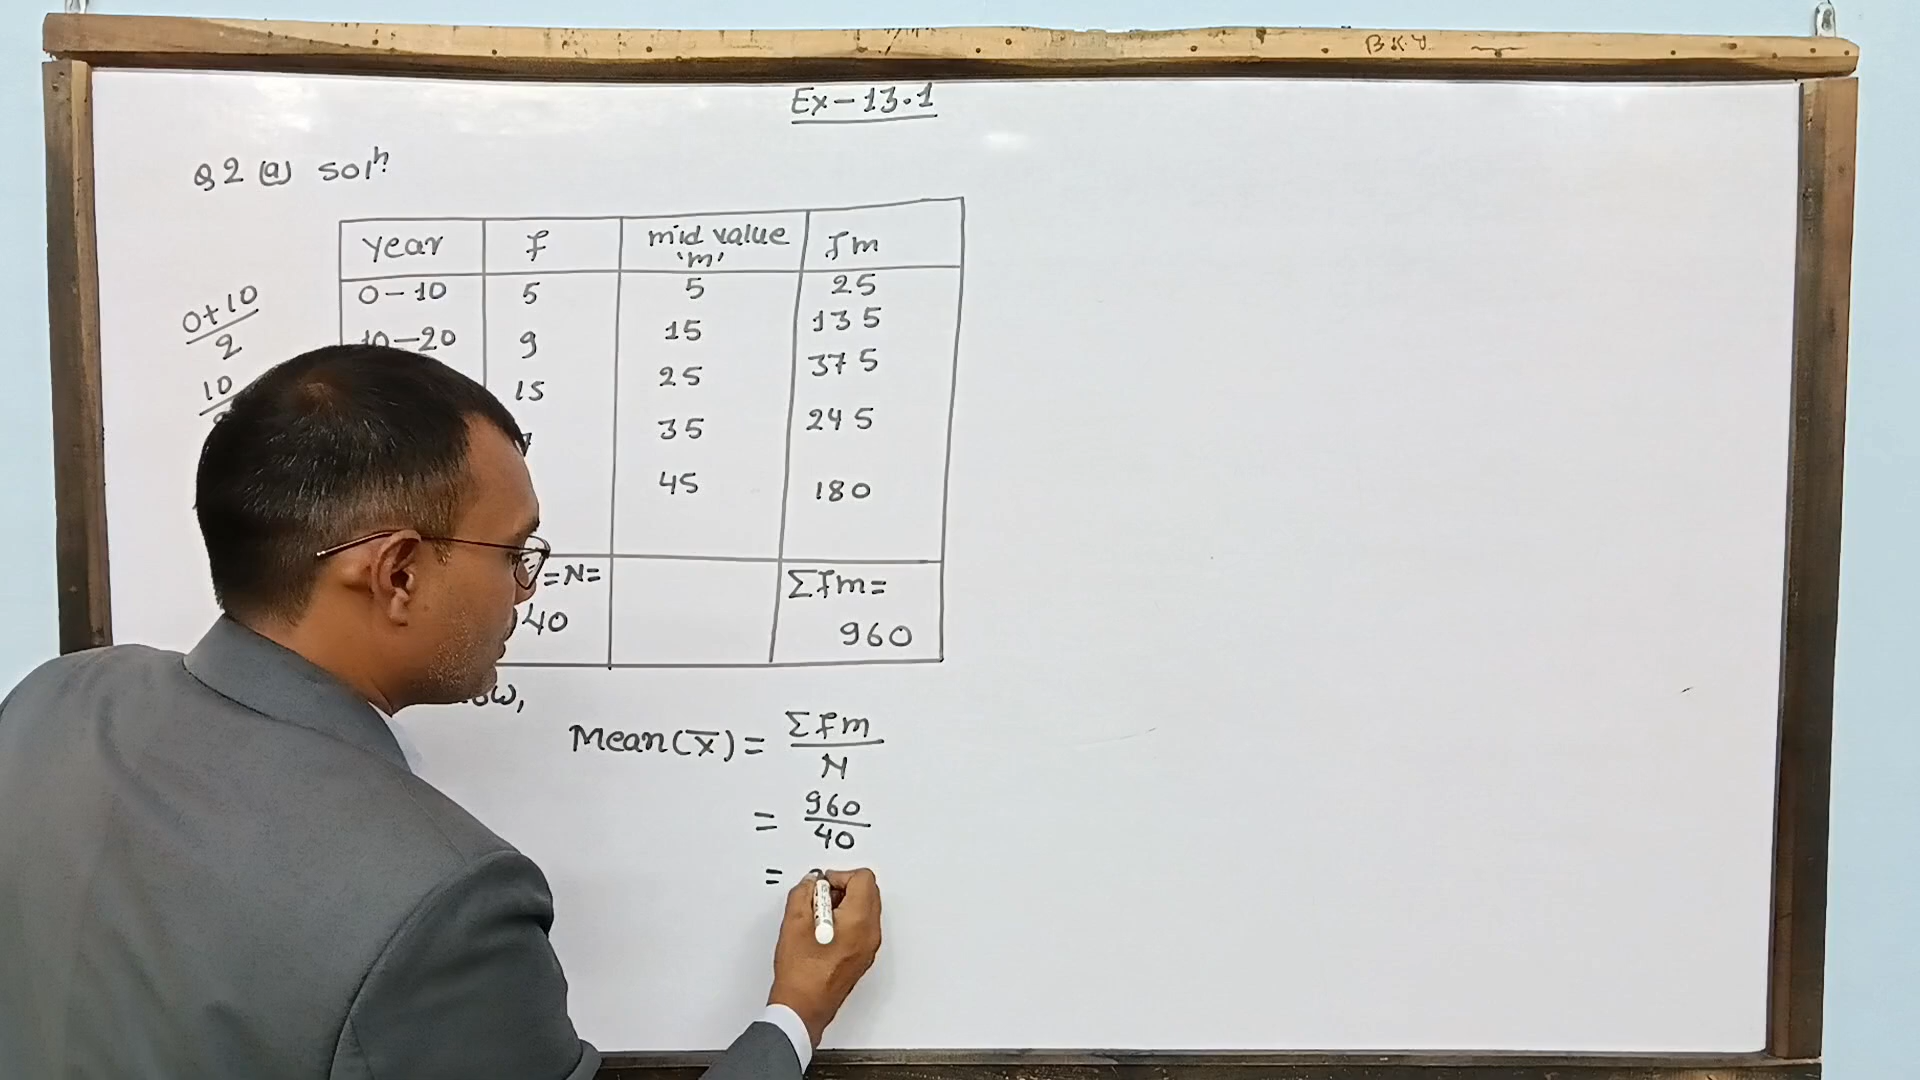 B.K.Y
Ex-13.1
Q2 (a) solⁿ
year f mid value 'm' fm
0-10 5 5 25
10-20 9 15 135
15 25 375
35 245
45 180
=N= Σfm=
40 960
0+10/2
10
Mean(x̄) = Σfm/N
= 960/40
=